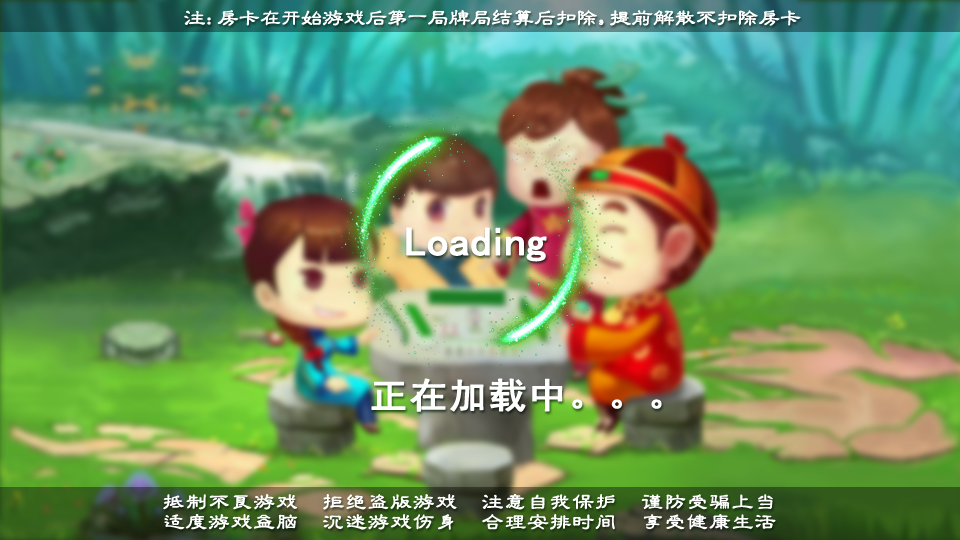 注：房卡在开始游戏后第一局牌局结算后扣除，提前解散不扣除房卡
Loading
正在加载中。。。
抵制不良游戏 拒绝盗版游戏 注意自我保护 谨防受骗上当
适度游戏益脑 沉迷游戏伤身 合理安排时间 享受健康生活